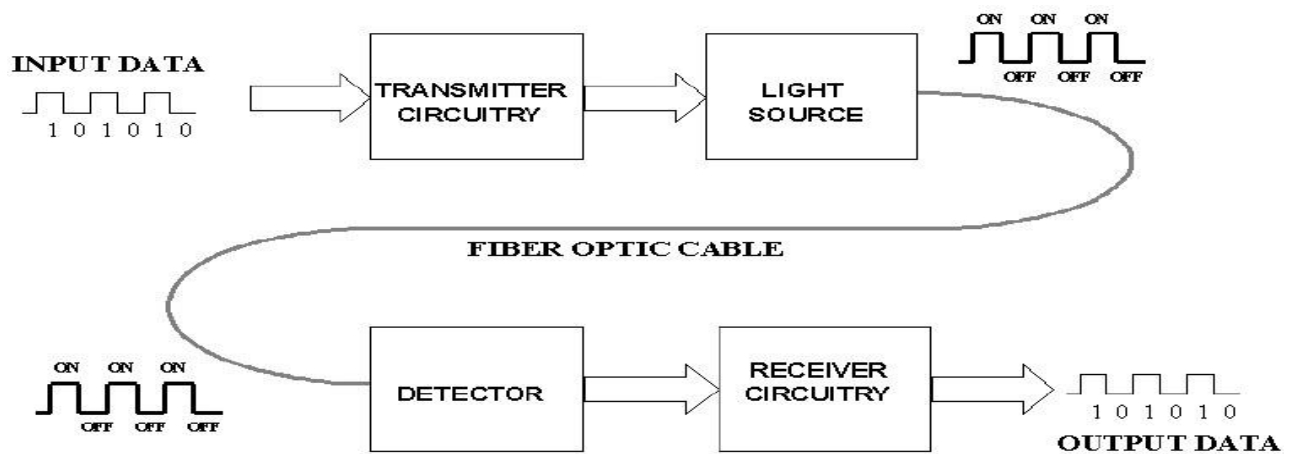 ON ON ON
OFF OFF OFF
INPUT DATA
1 0 1 0 1 0
TRANSMITTER
CIRCUITRY
LIGHT
SOURCE
FIBER OPTIC CABLE
ON ON ON
OFF OFF OFF
DETECTOR
RECEIVER
CIRCUITRY
1 0 1 0 1 0
OUTPUT DATA